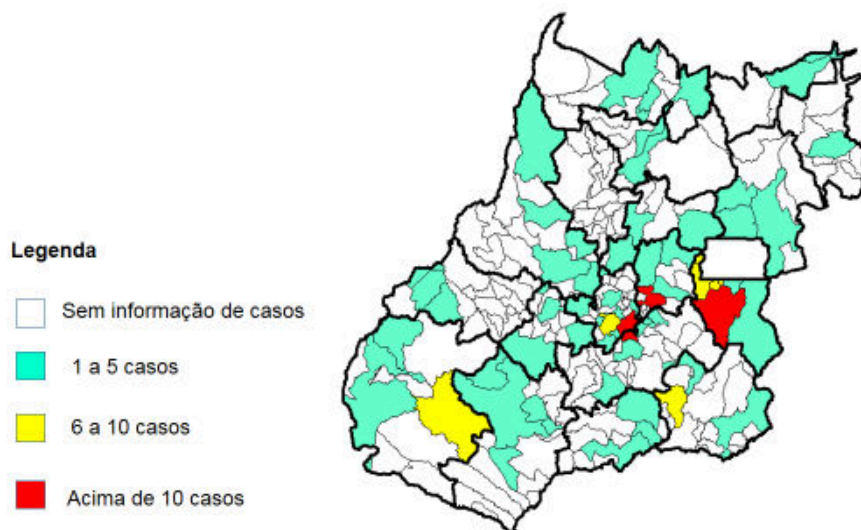 Legenda
Sem informação de casos
1 a 5 casos
6 a 10 casos
Acima de 10 casos